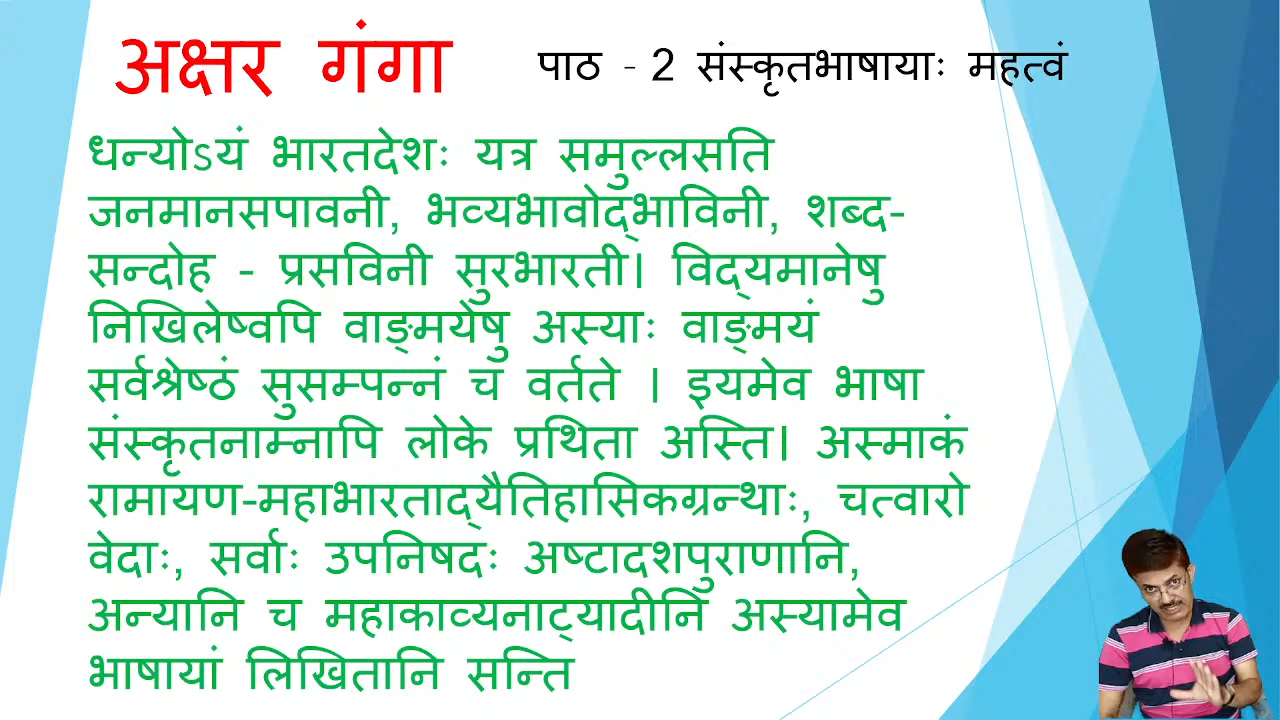 अक्षर गंगा
पाठ - 2 संस्कृतभाषायाः महत्वं
धन्योऽयं भारतदेशः यत्र समुल्लसति
जनमानसपावनी, भव्यभावोद्भाविनी, शब्द-
सन्दोह - प्रसविनी सुरभारती। विद्यमानेषु
निखिलेष्वपि वाङ्मयेषु अस्याः वाङ्मयं
सर्वश्रेष्ठं सुसम्पन्नं च वर्तते । इयमेव भाषा
संस्कृतनाम्नापि लोके प्रथिता अस्ति। अस्माकं
रामायण-महाभारताद्यैतिहासिकग्रन्थाः, चत्वारो
वेदाः, सर्वाः उपनिषदः अष्टादशपुराणानि,
अन्यानि च महाकाव्यनाट्यादीनि अस्यामेव
भाषायां लिखितानि सन्ति